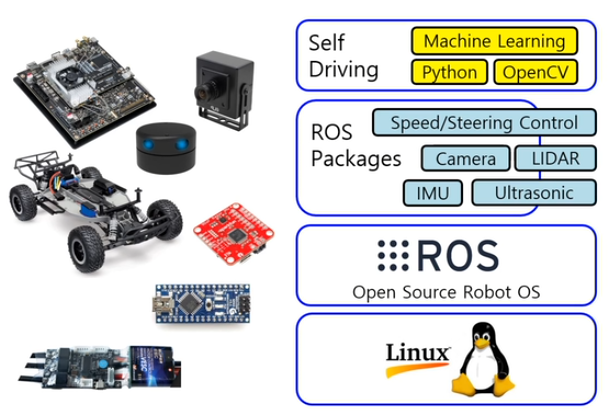 Self
Driving
Machine Learning
Python
OpenCV
ROS
Packages
Speed/Steering Control
Camera
LIDAR
IMU
Ultrasonic
ROS
Open Source Robot OS
Linux